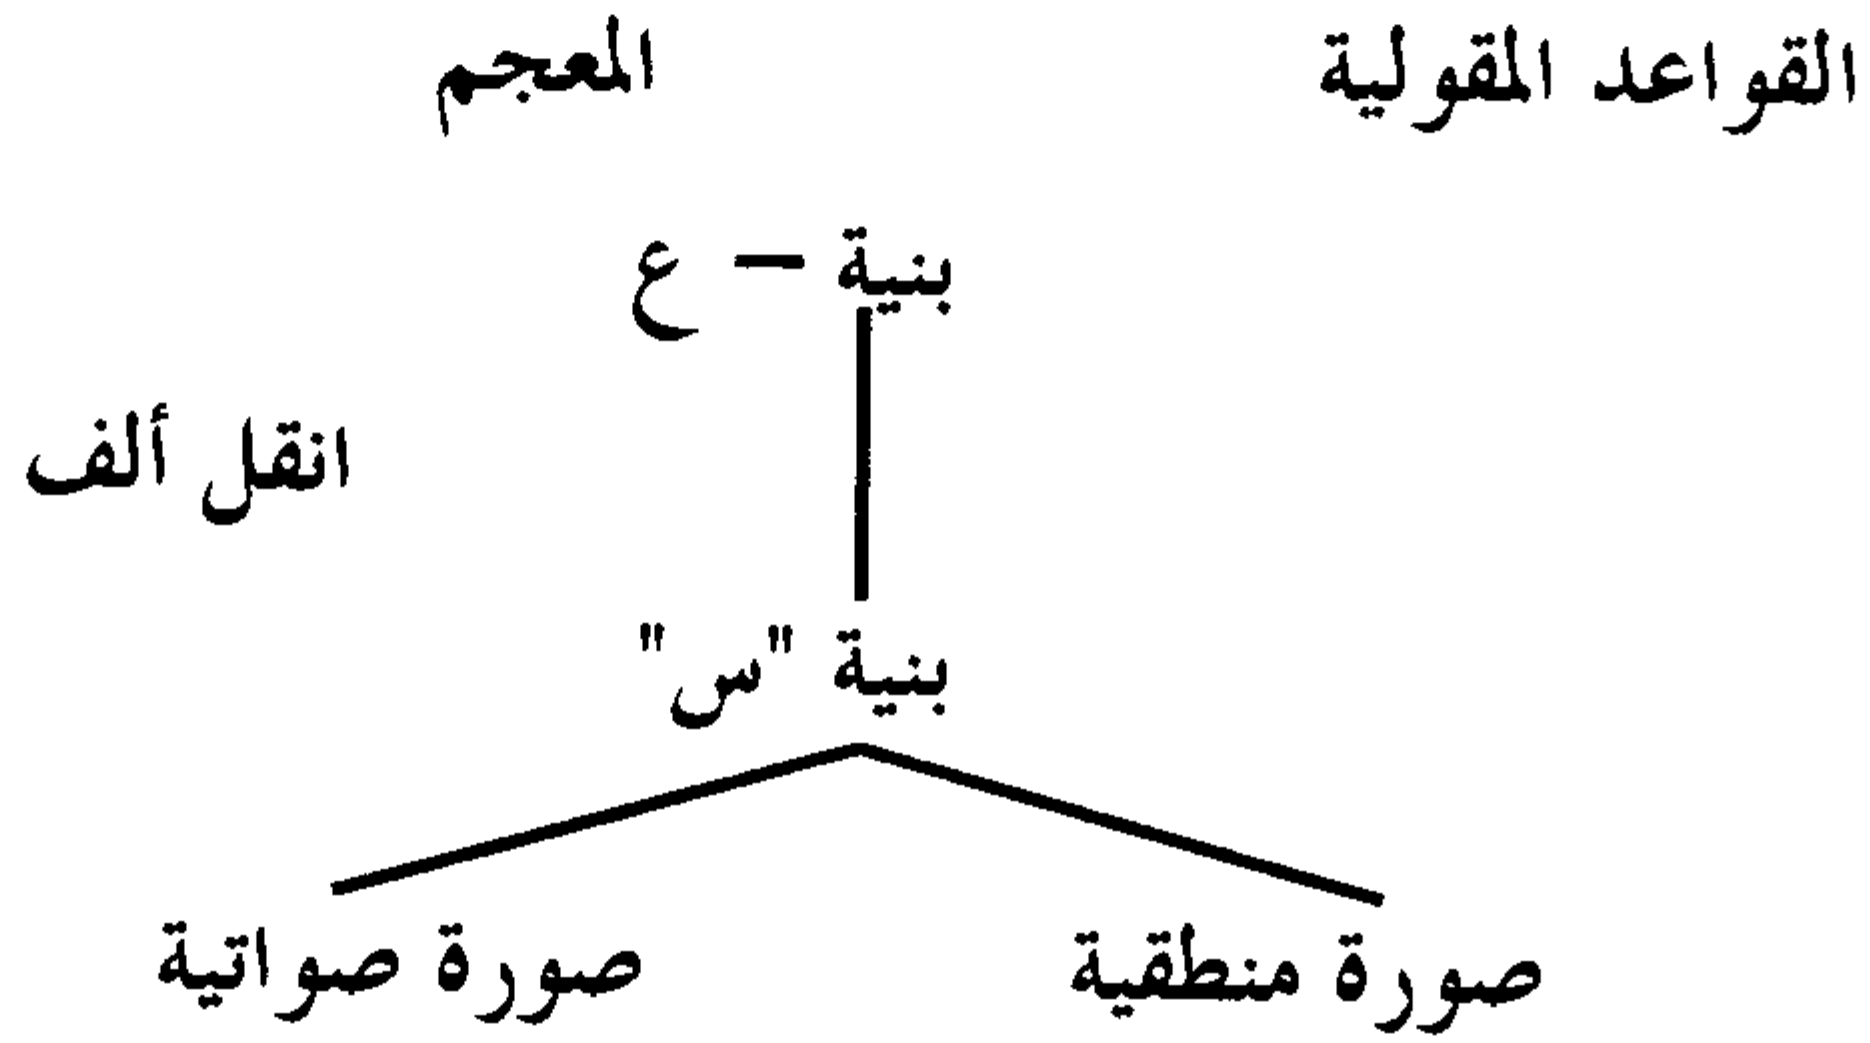 القواعد المقولية المعجم
بنية – ع
انقل ألف
بنية "س"
صورة منطقية صورة صواتية